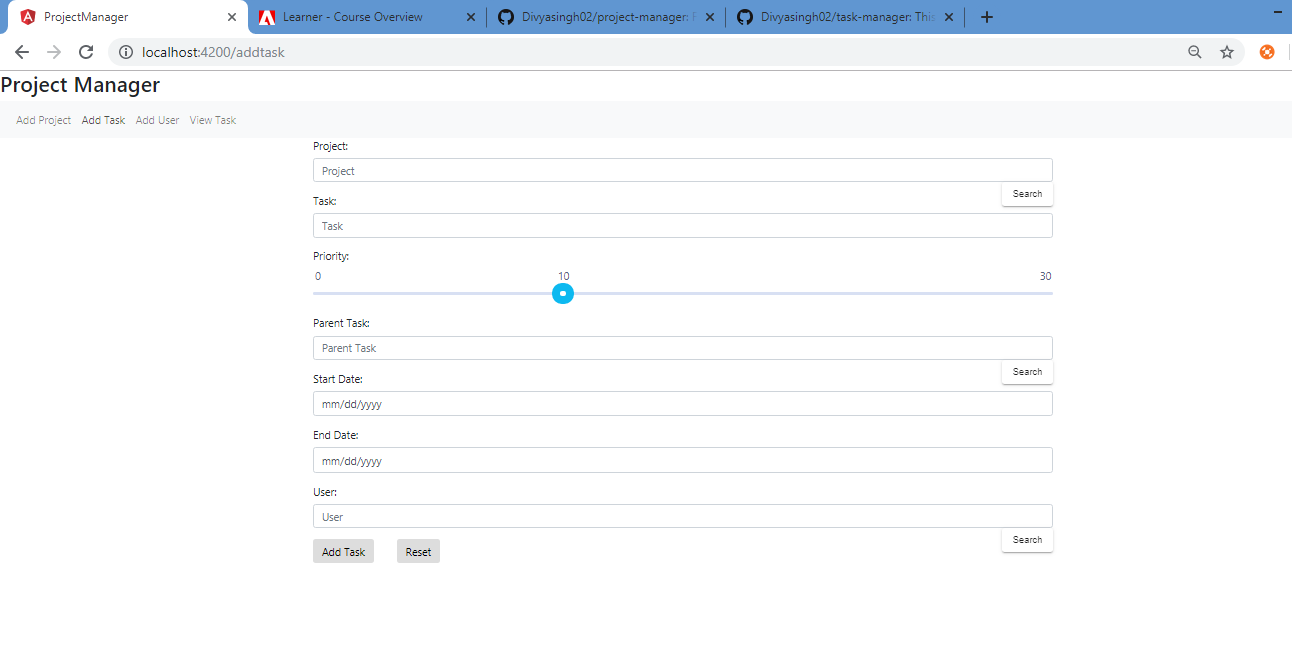 ProjectManager
Learner - Course Overview
Divyasingh02/project-manager:
Divyasingh02/task-manager: This
localhost:4200/addtask
Project Manager
Add Project Add Task Add User View Task
Project:
Project
Search
Task:
Task
Priority:
0 10 30
Parent Task:
Parent Task
Search
Start Date:
mm/dd/yyyy
End Date:
mm/dd/yyyy
User:
User
Search
Add Task Reset